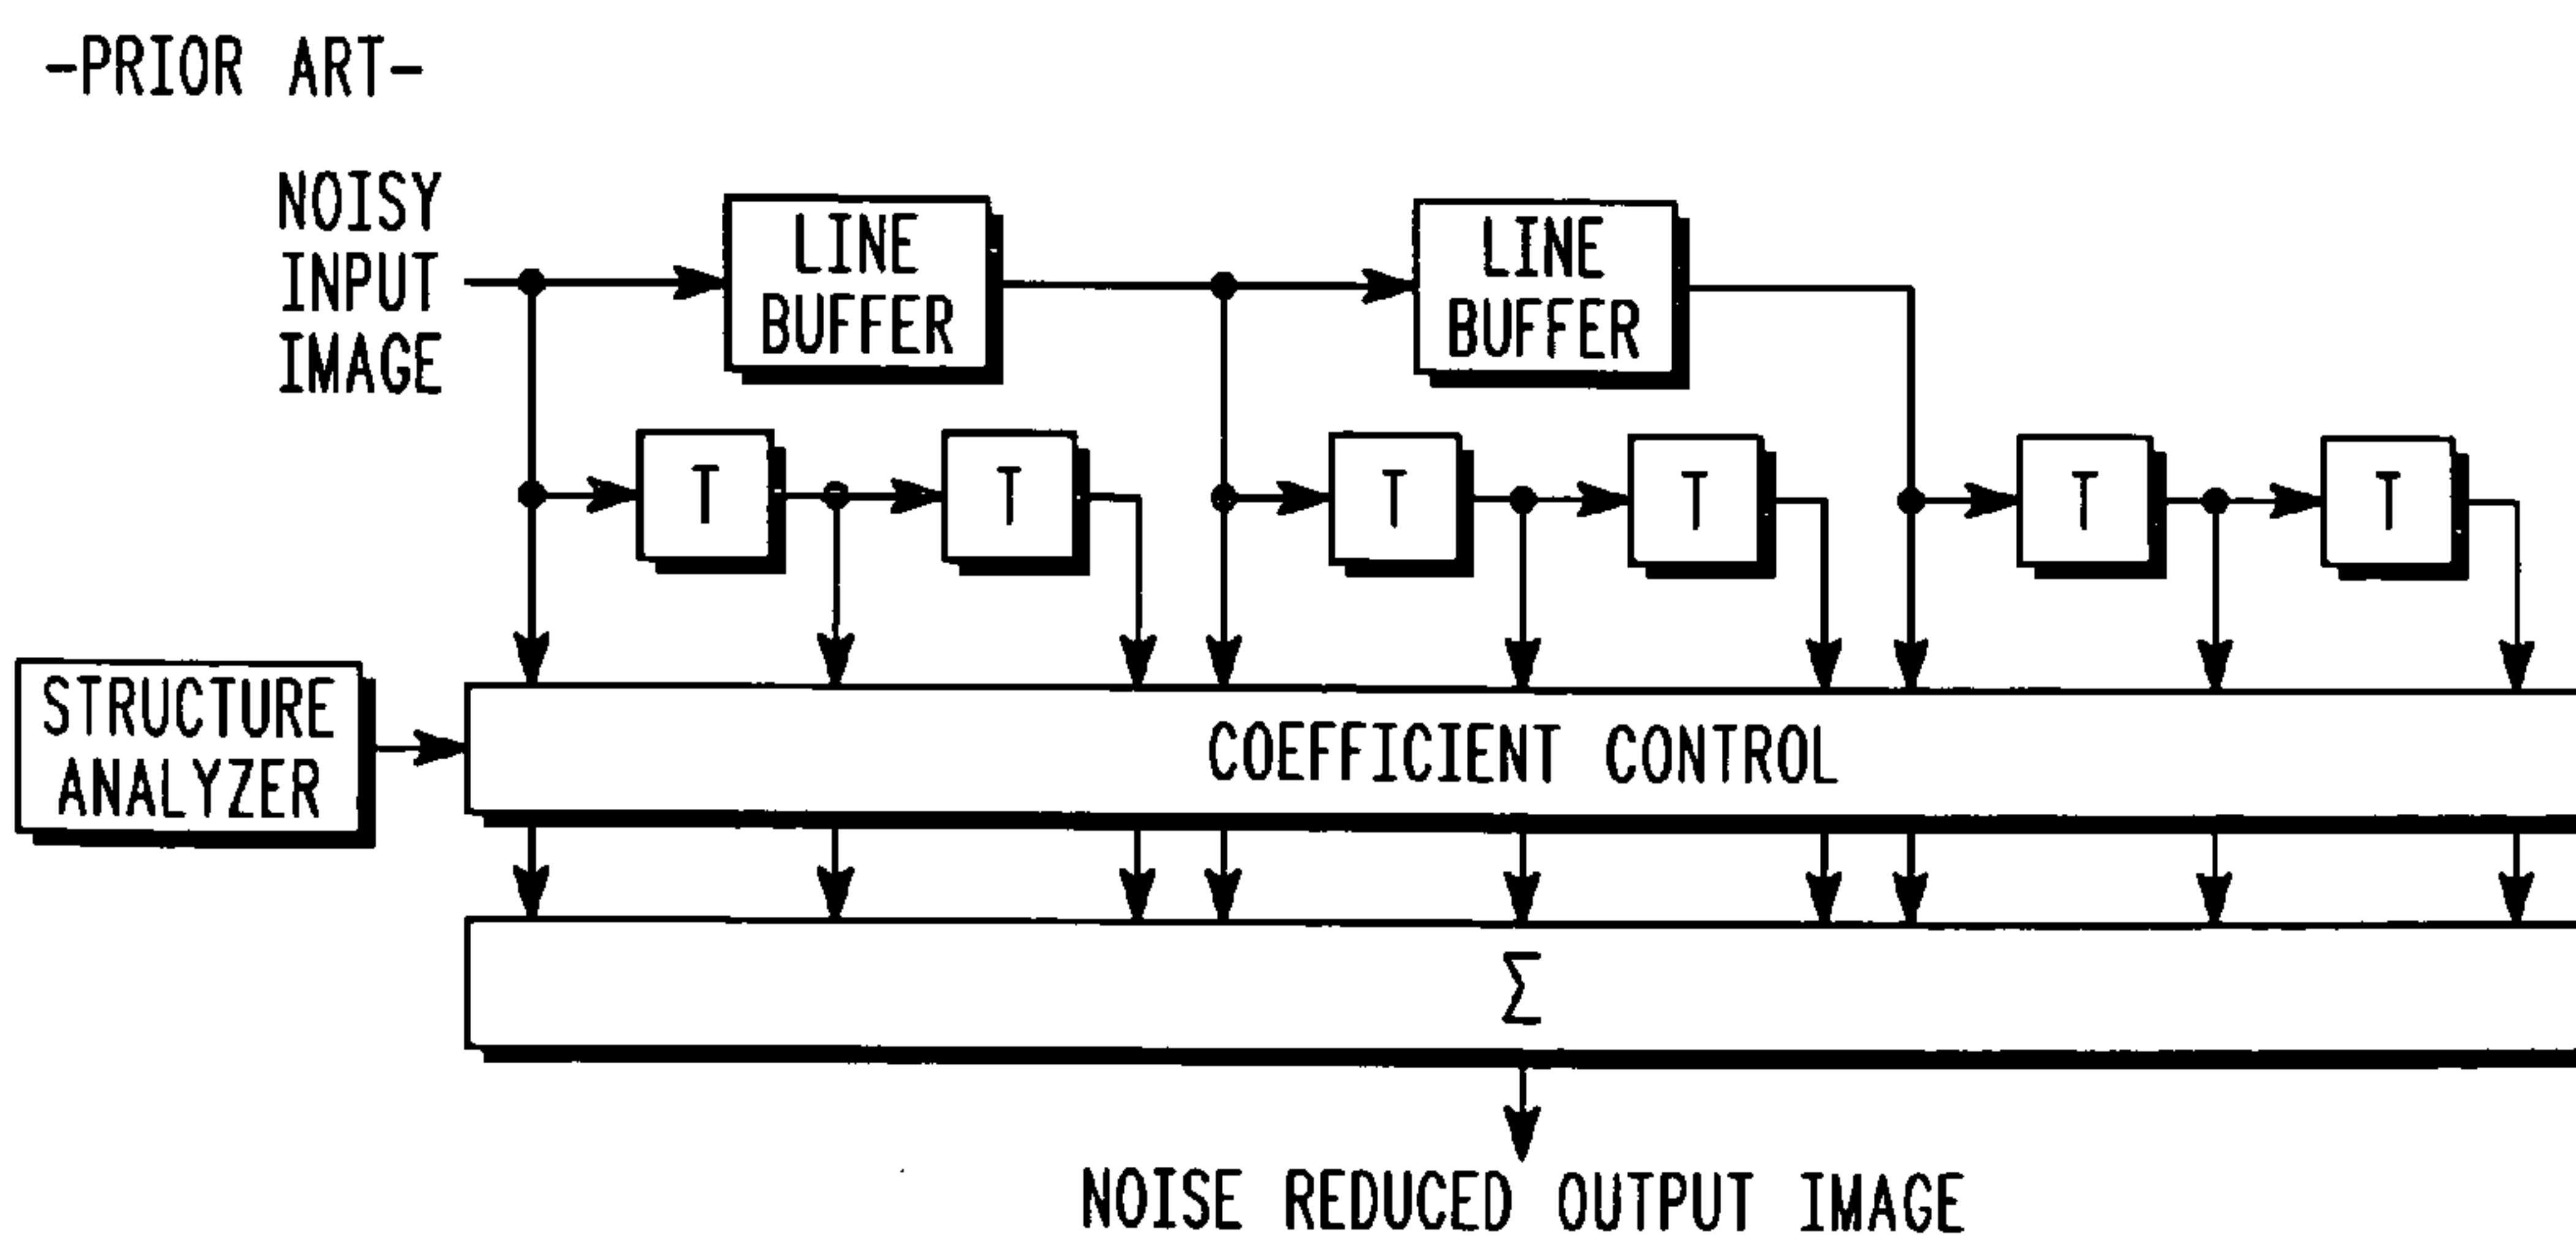 -PRIOR ART-
NOISY
INPUT
IMAGE
LINE
BUFFER
LINE
BUFFER
T
T
T
T
T
T
STRUCTURE
ANALYZER
COEFFICIENT CONTROL
Σ
NOISE REDUCED OUTPUT IMAGE